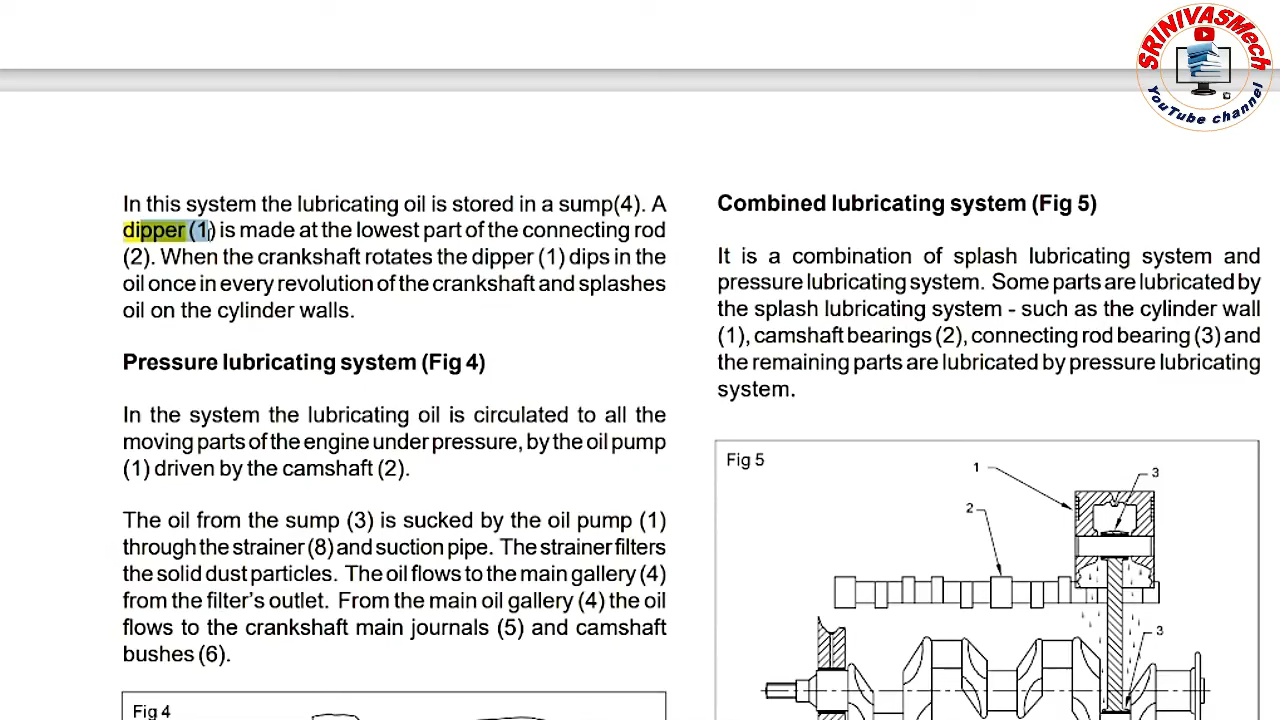 SRINIVASMech
YouTube channel
In this system the lubricating oil is stored in a sump(4). A
dipper (1) is made at the lowest part of the connecting rod
(2). When the crankshaft rotates the dipper (1) dips in the
oil once in every revolution of the crankshaft and splashes
oil on the cylinder walls.
Pressure lubricating system (Fig 4)
In the system the lubricating oil is circulated to all the
moving parts of the engine under pressure, by the oil pump
(1) driven by the camshaft (2).
The oil from the sump (3) is sucked by the oil pump (1)
through the strainer (8) and suction pipe. The strainer filters
the solid dust particles. The oil flows to the main gallery (4)
from the filter's outlet. From the main oil gallery (4) the oil
flows to the crankshaft main journals (5) and camshaft
bushes (6).
Fig 4
Combined lubricating system (Fig 5)
It is a combination of splash lubricating system and
pressure lubricating system. Some parts are lubricated by
the splash lubricating system - such as the cylinder wall
(1), camshaft bearings (2), connecting rod bearing (3) and
the remaining parts are lubricated by pressure lubricating
system.
Fig 5
1
3
2
3